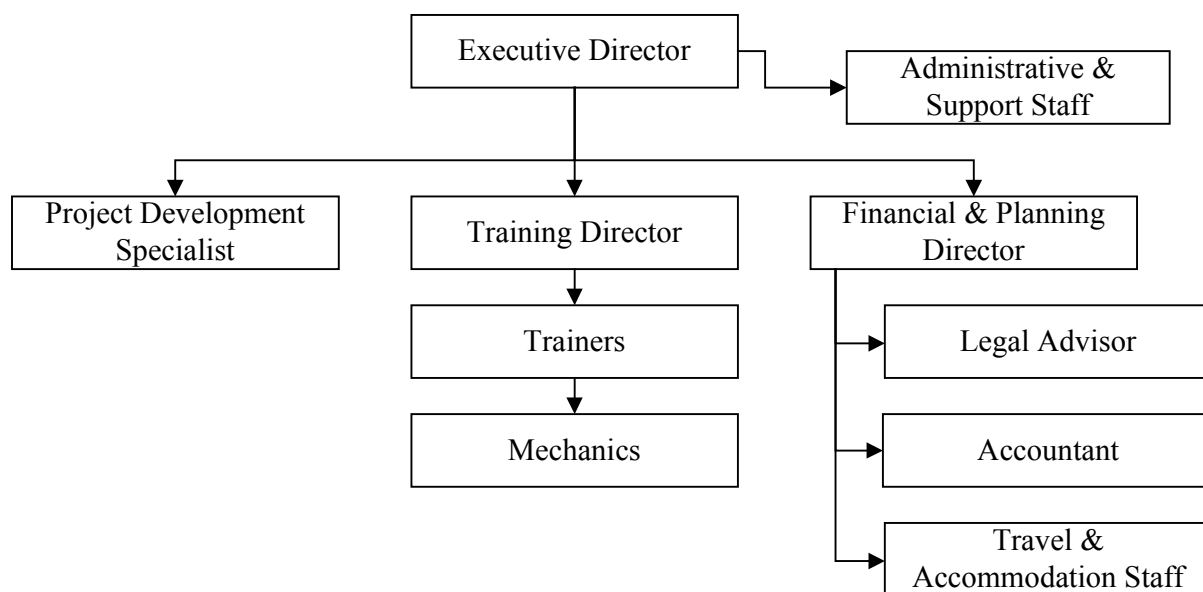 Executive Director
Administrative &
Support Staff
Project Development
Specialist
Training Director
Financial & Planning
Director
Trainers
Legal Advisor
Mechanics
Accountant
Travel &
Accommodation Staff